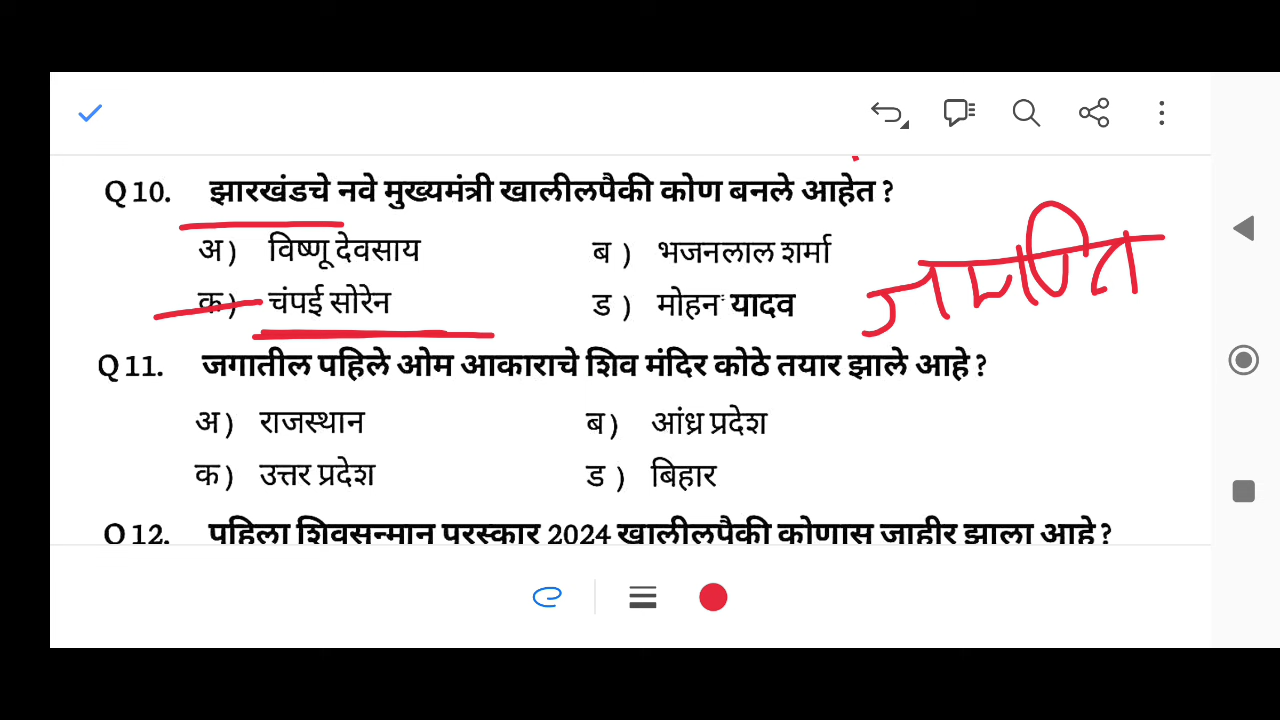 Q10. झारखंडचे नवे मुख्यमंत्री खालीलपैकी कोण बनले आहेत ?
अ) विष्णू देवसाय ब ) भजनलाल शर्मा
क) चंपई सोरेन ड ) मोहन यादव
Q11. जगातील पहिले ओम आकाराचे शिव मंदिर कोठे तयार झाले आहे ?
अ) राजस्थान ब) आंध्र प्रदेश
क) उत्तर प्रदेश ड ) बिहार
Q12. पहिला शिवसन्मान परस्कार 2024 खालीलपैकी कोणास जाहीर झाला आहे ?